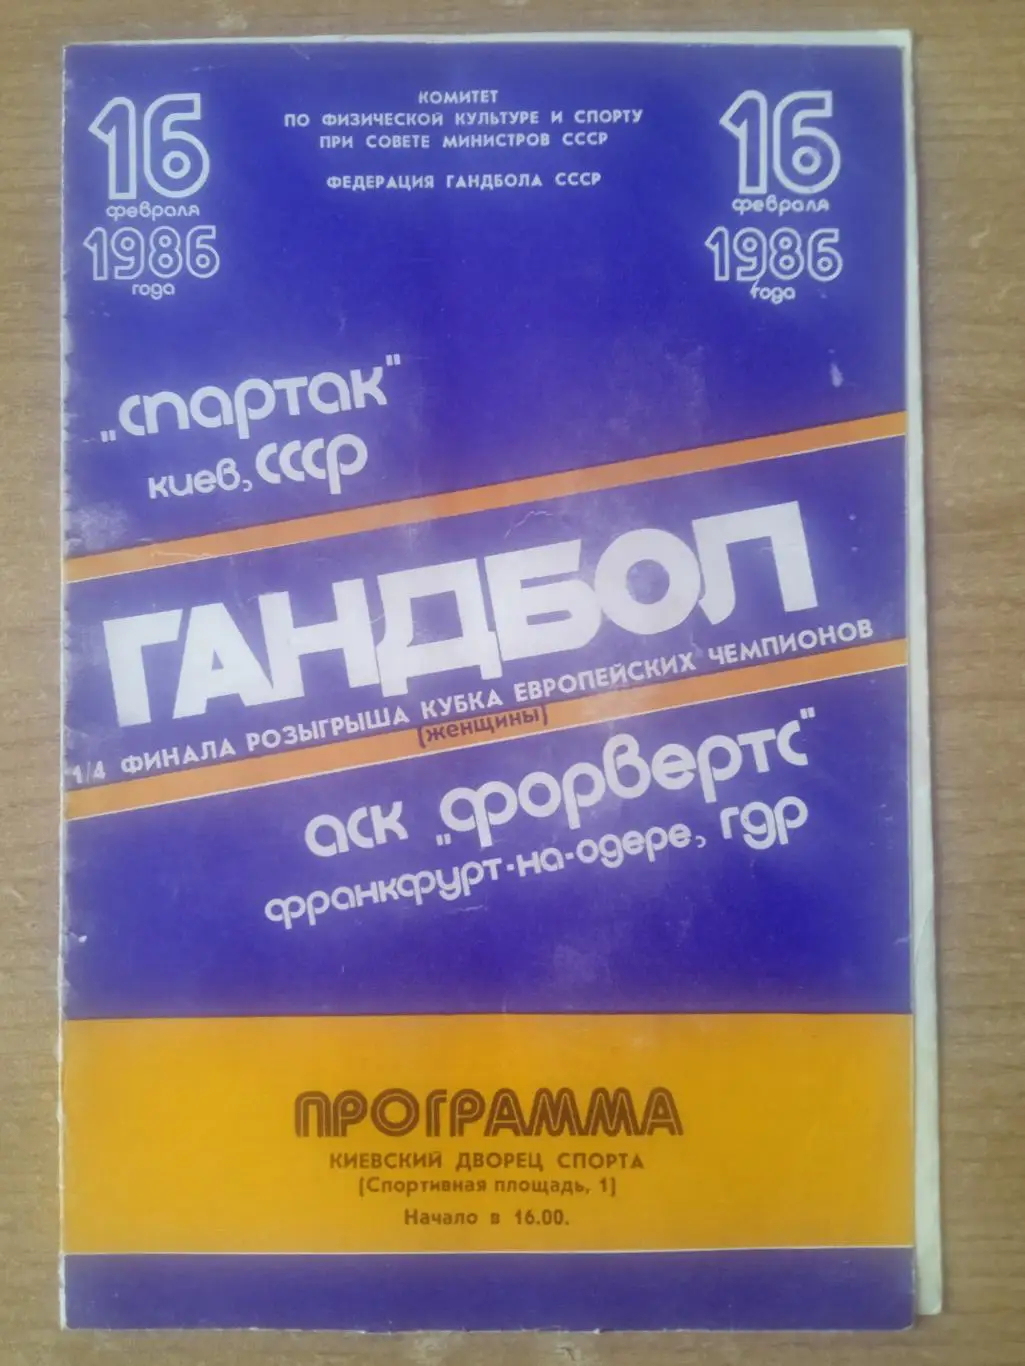 КОМИТЕТ
ПО ФИЗИЧЕСКОЙ КУЛЬТУРЕ И СПОРТУ
ПРИ СОВЕТЕ МИНИСТРОВ СССР
ФЕДЕРАЦИЯ ГАНДБОЛА СССР
16
февраля
1986
года
16
февраля
1986
года
„Спартак"
Киев, СССР
ГАНДБОЛ
1/4 ФИНАЛА РОЗЫГРЫША КУБКА ЕВРОПЕЙСКИХ ЧЕМПИОНОВ
(женщины)
АСК „Форвертс"
Франкфурт-на-Одере, ГДР
ПРОГРАММА
КИЕВСКИЙ ДВОРЕЦ СПОРТА
(Спортивная площадь, 1)
Начало в 16.00.